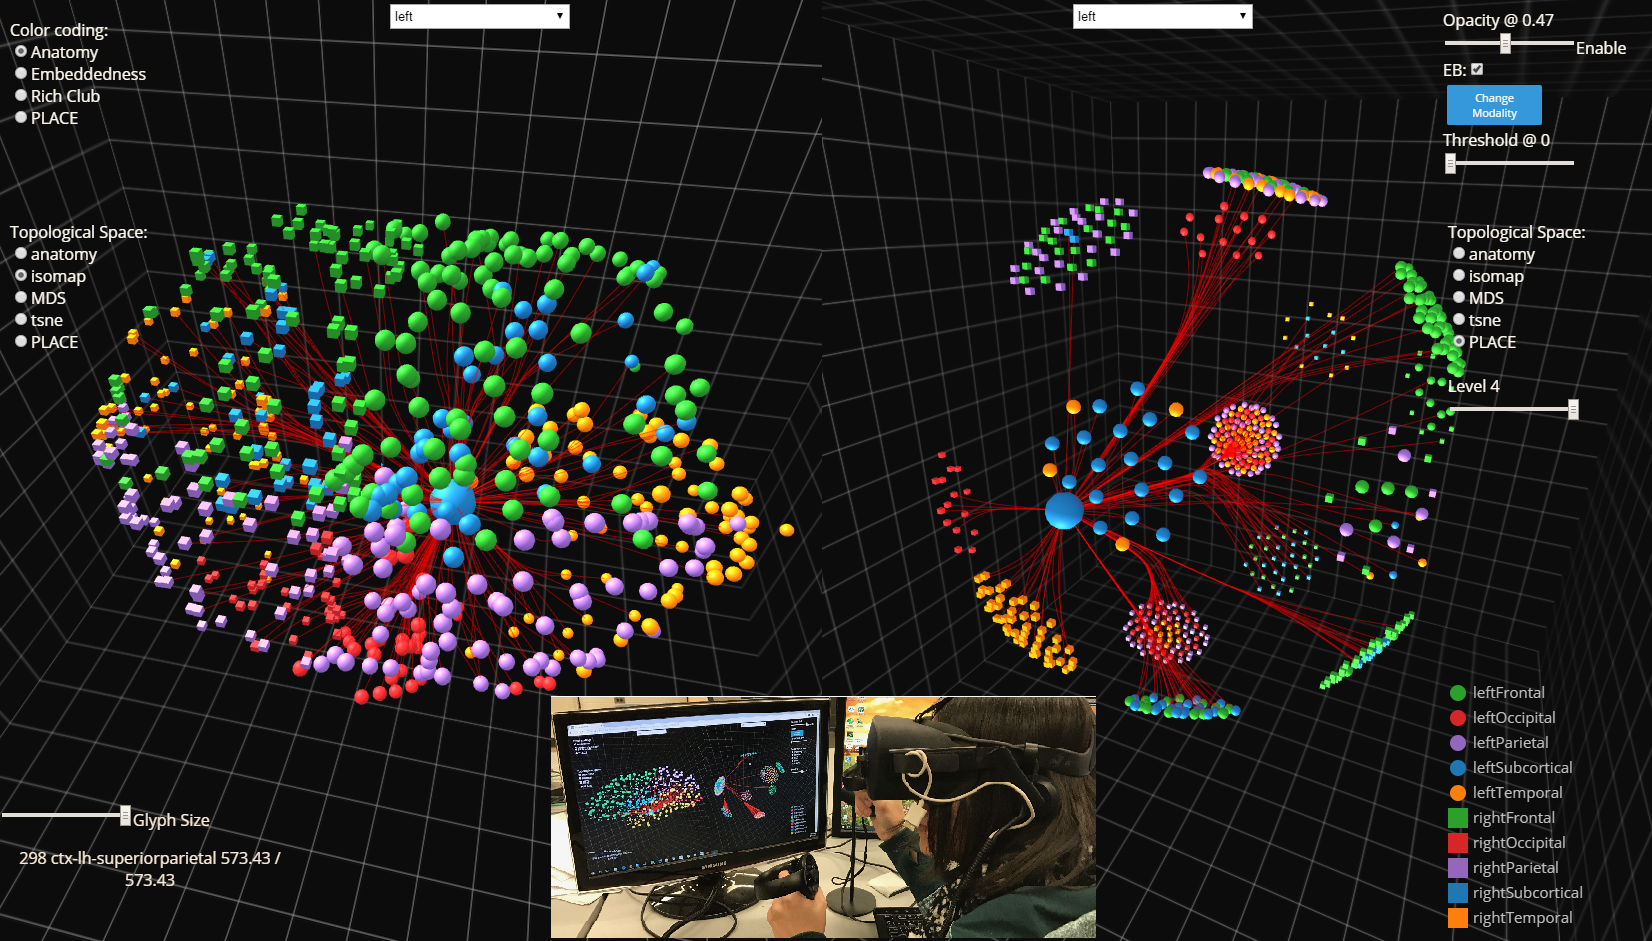 left
left
Color coding:
Anatomy
Embeddedness
Rich Club
PLACE
Opacity @ 0.47
Enable
EB:
Change
Modality
Threshold @ 0
Topological Space:
anatomy
isomap
MDS
tsne
PLACE
Topological Space:
anatomy
isomap
MDS
tsne
PLACE
Level 4
Glyph Size
298 ctx-lh-superiorparietal 573.43 /
573.43
leftFrontal
leftOccipital
leftParietal
leftSubcortical
leftTemporal
rightFrontal
rightOccipital
rightParietal
rightSubcortical
rightTemporal
SAMSUNG